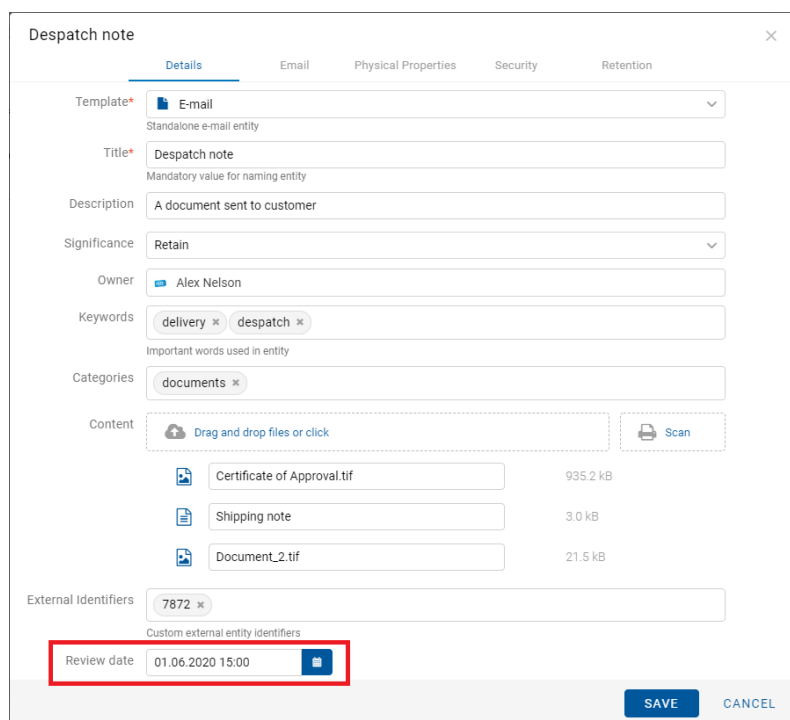 Despatch note
Details Email Physical Properties Security Retention
Template* E-mail
Standalone e-mail entity
Title* Despatch note
Mandatory value for naming entity
Description A document sent to customer
Significance Retain
Owner Alex Nelson
Keywords delivery × despatch ×
Important words used in entity
Categories documents ×
Content Drag and drop files or click Scan
Certificate of Approval.tif 935.2 kB
Shipping note 3.0 kB
Document_2.tif 21.5 kB
External Identifiers 7872 ×
Custom external entity identifiers
Review date 01.06.2020 15:00
SAVE CANCEL